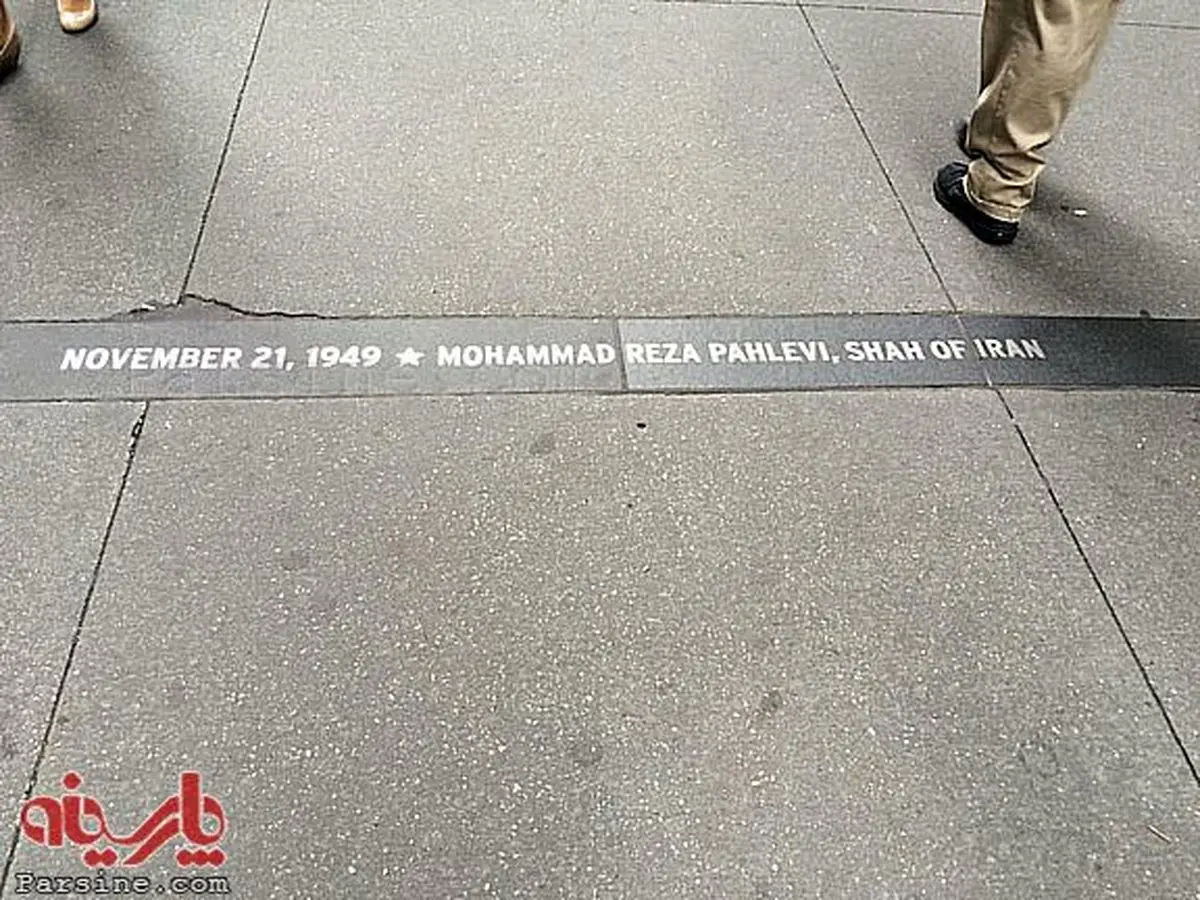 NOVEMBER 21, 1949 ★ MOHAMMAD REZA PAHLEVI, SHAH OF IRAN
پارسینه
Parsine.com